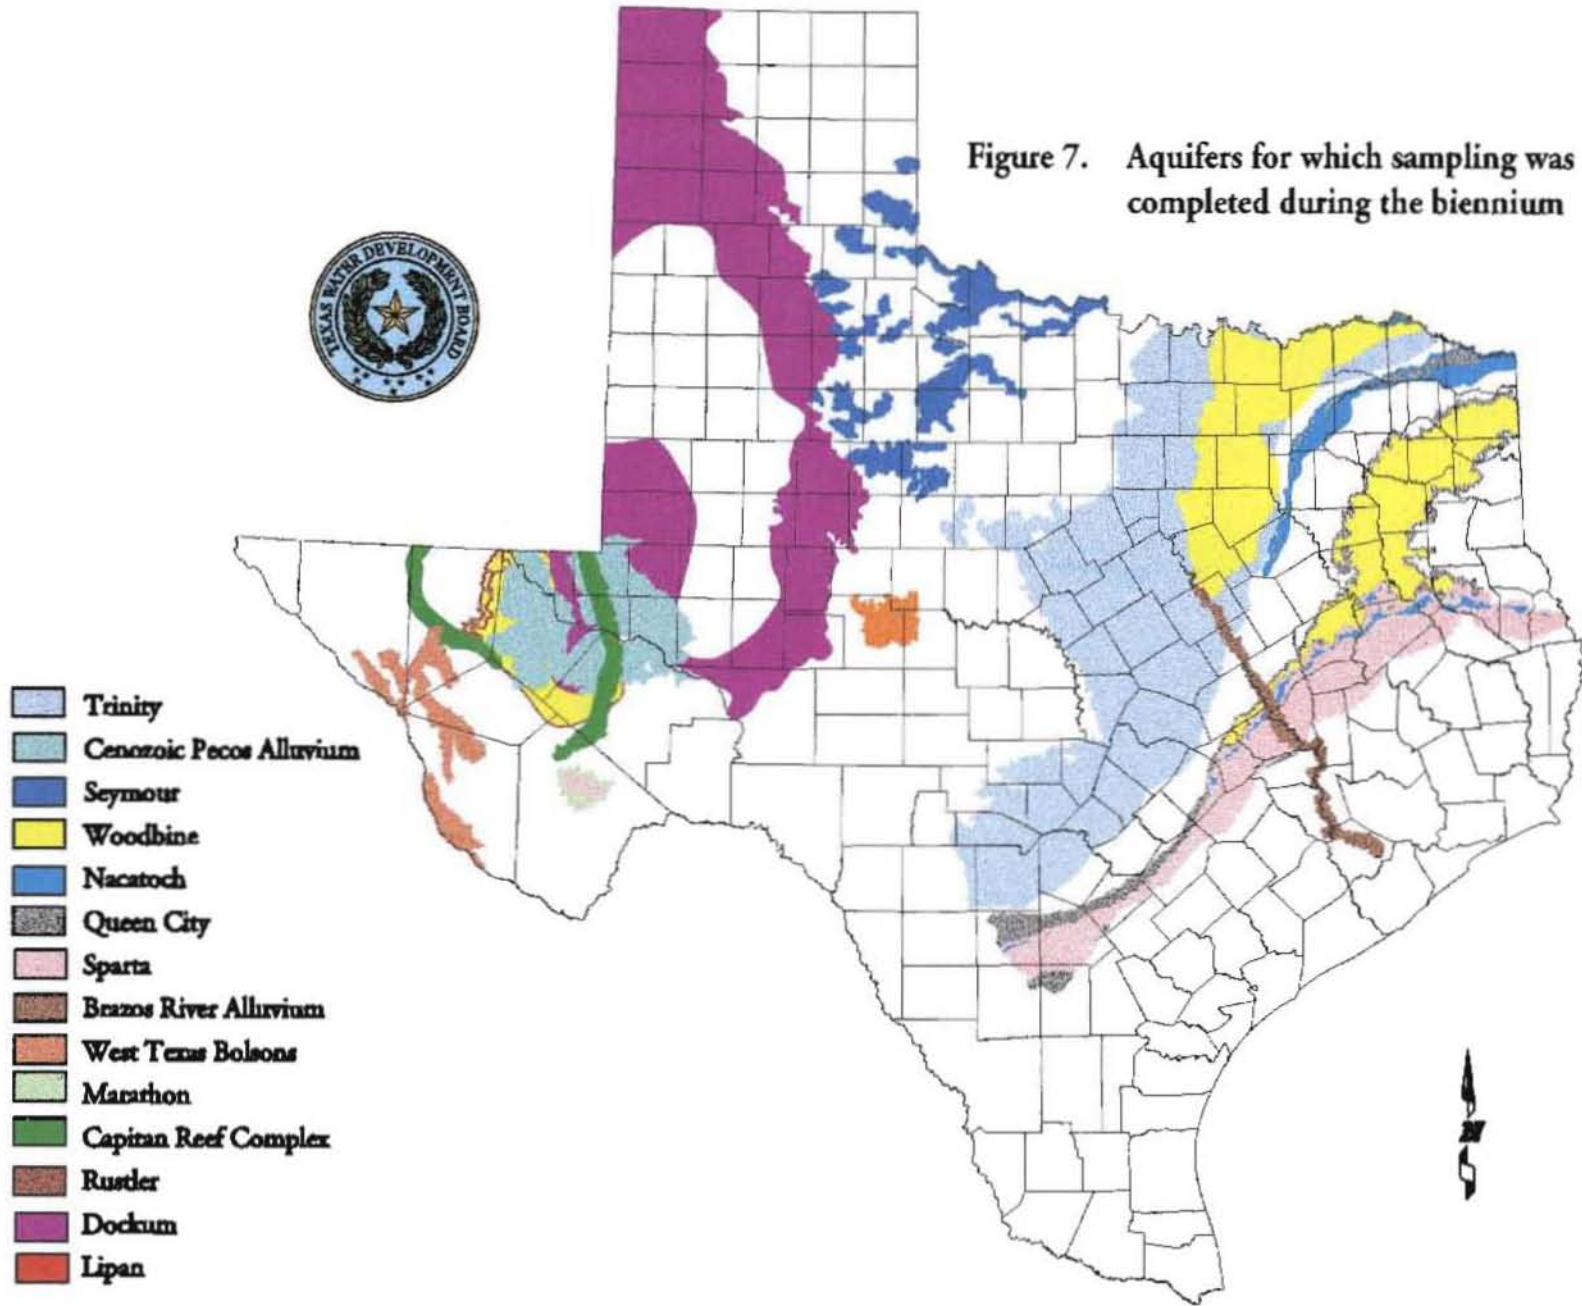 Figure 7. Aquifers for which sampling was
completed during the biennium
TEXAS WATER DEVELOPMENT BOARD
Trinity
Cenozoic Pecos Alluvium
Seymour
Woodbine
Nacatoch
Queen City
Sparta
Brazos River Alluvium
West Texas Bolsons
Marathon
Capitan Reef Complex
Rustler
Dockum
Lipan
N